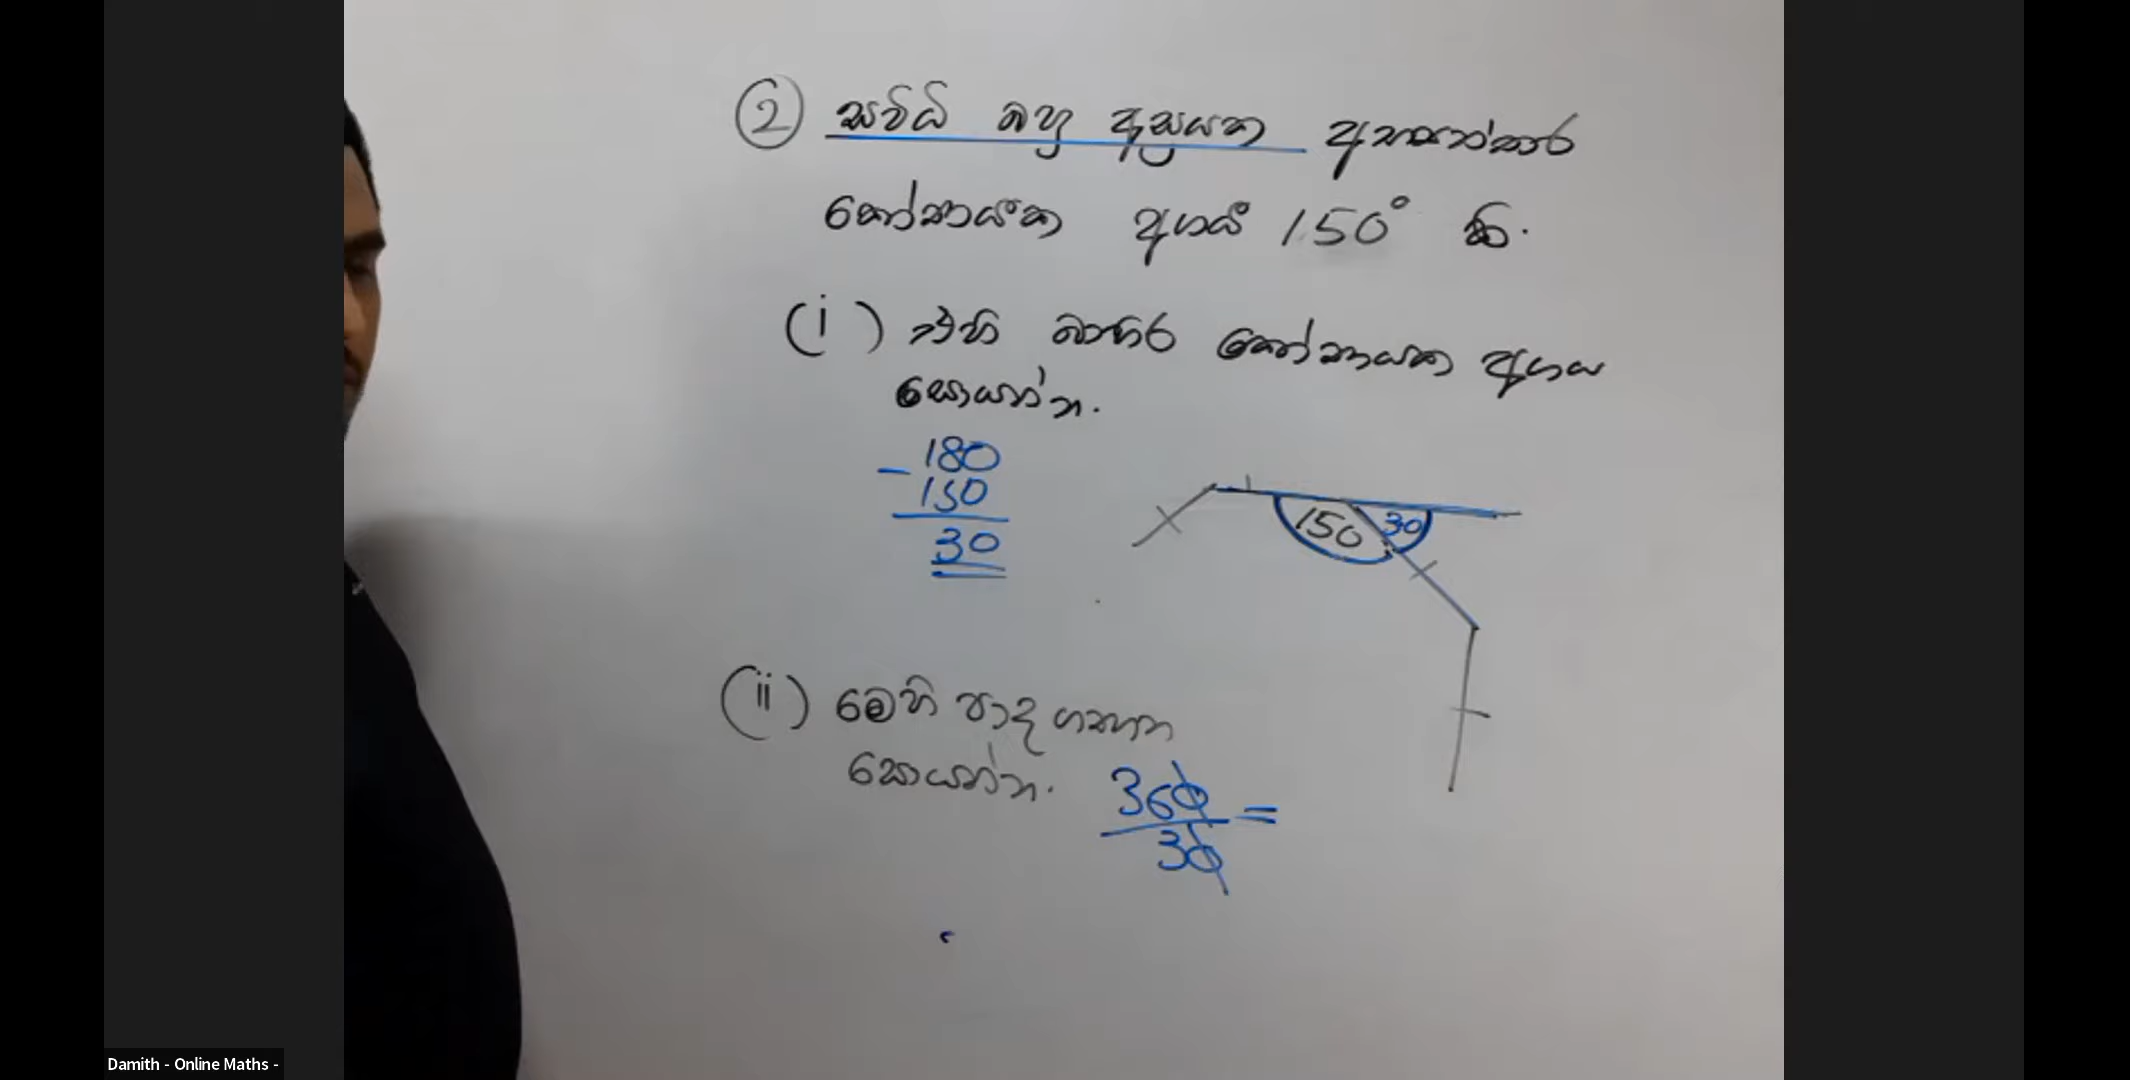 ② සවිධි බහු අස්‍රයක අභ්‍යන්තර
කෝණයක අගය 150° කි.
(i) එහි බාහිර කෝණයක අගය
සොයන්න.
180
- 150
30
150 30
(ii) මෙහි පාද ගණන
සොයන්න.
360
30 =
Damith - Online Maths -